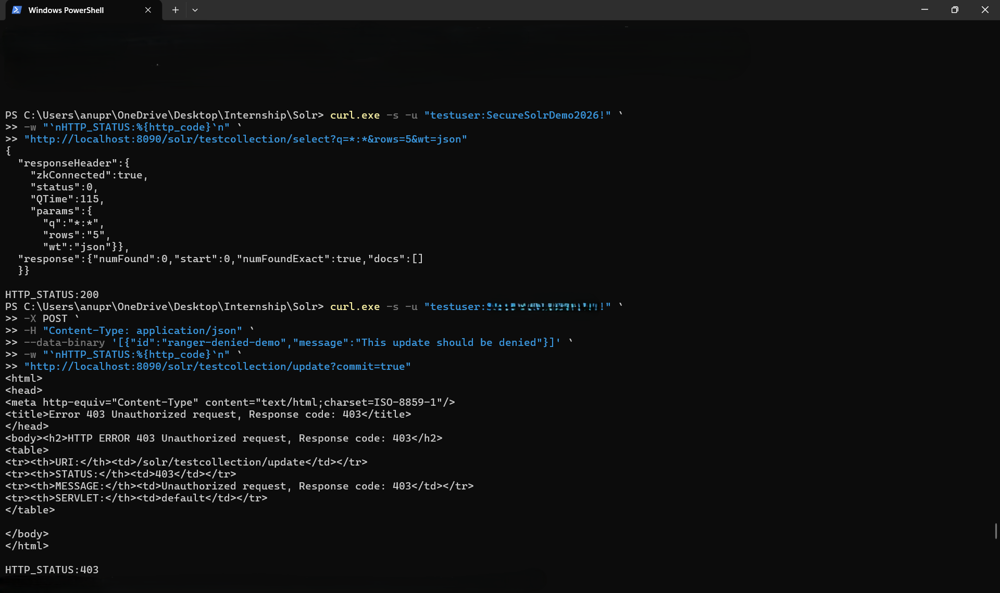 Windows PowerShell
PS C:\Users\anupr\OneDrive\Desktop\Internship\Solr> curl.exe -s -u "testuser:SecureSolrDemo2026!" `
>> -w "`nHTTP_STATUS:%{http_code}`n" `
>> "http://localhost:8090/solr/testcollection/select?q=*:*&rows=5&wt=json"
{
  "responseHeader":{
    "zkConnected":true,
    "status":0,
    "QTime":115,
    "params":{
      "q":"*:*",
      "rows":"5",
      "wt":"json"}},
  "response":{"numFound":0,"start":0,"numFoundExact":true,"docs":[]
  }}
HTTP_STATUS:200
PS C:\Users\anupr\OneDrive\Desktop\Internship\Solr> curl.exe -s -u "testuser: !" `
>> -X POST `
>> -H "Content-Type: application/json" `
>> --data-binary '[{"id":"ranger-denied-demo","message":"This update should be denied"}]' `
>> -w "`nHTTP_STATUS:%{http_code}`n" `
>> "http://localhost:8090/solr/testcollection/update?commit=true"
<html>
<head>
<meta http-equiv="Content-Type" content="text/html;charset=ISO-8859-1"/>
<title>Error 403 Unauthorized request, Response code: 403</title>
</head>
<body><h2>HTTP ERROR 403 Unauthorized request, Response code: 403</h2>
<table>
<tr><th>URI:</th><td>/solr/testcollection/update</td></tr>
<tr><th>STATUS:</th><td>403</td></tr>
<tr><th>MESSAGE:</th><td>Unauthorized request, Response code: 403</td></tr>
<tr><th>SERVLET:</th><td>default</td></tr>
</table>
</body>
</html>
HTTP_STATUS:403